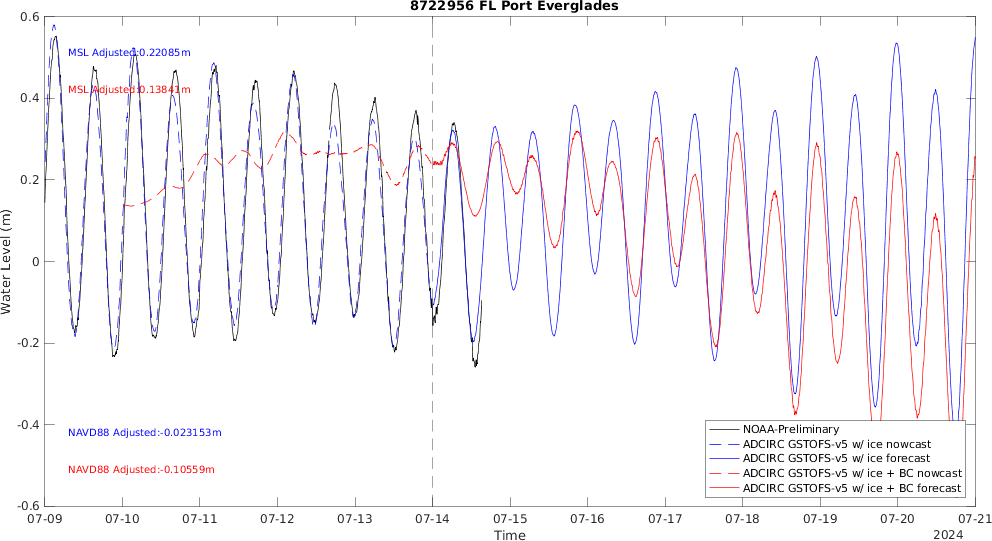 8722956 FL Port Everglades
Water Level (m)
0.6
0.4
0.2
0
-0.2
-0.4
-0.6
MSL Adjusted:0.22085m
MSL Adjusted:0.13841m
NAVD88 Adjusted:-0.023153m
NAVD88 Adjusted:-0.10559m
NOAA-Preliminary
ADCIRC GSTOFS-v5 w/ ice nowcast
ADCIRC GSTOFS-v5 w/ ice forecast
ADCIRC GSTOFS-v5 w/ ice + BC nowcast
ADCIRC GSTOFS-v5 w/ ice + BC forecast
07-09 07-10 07-11 07-12 07-13 07-14 07-15 07-16 07-17 07-18 07-19 07-20 07-21
Time
2024